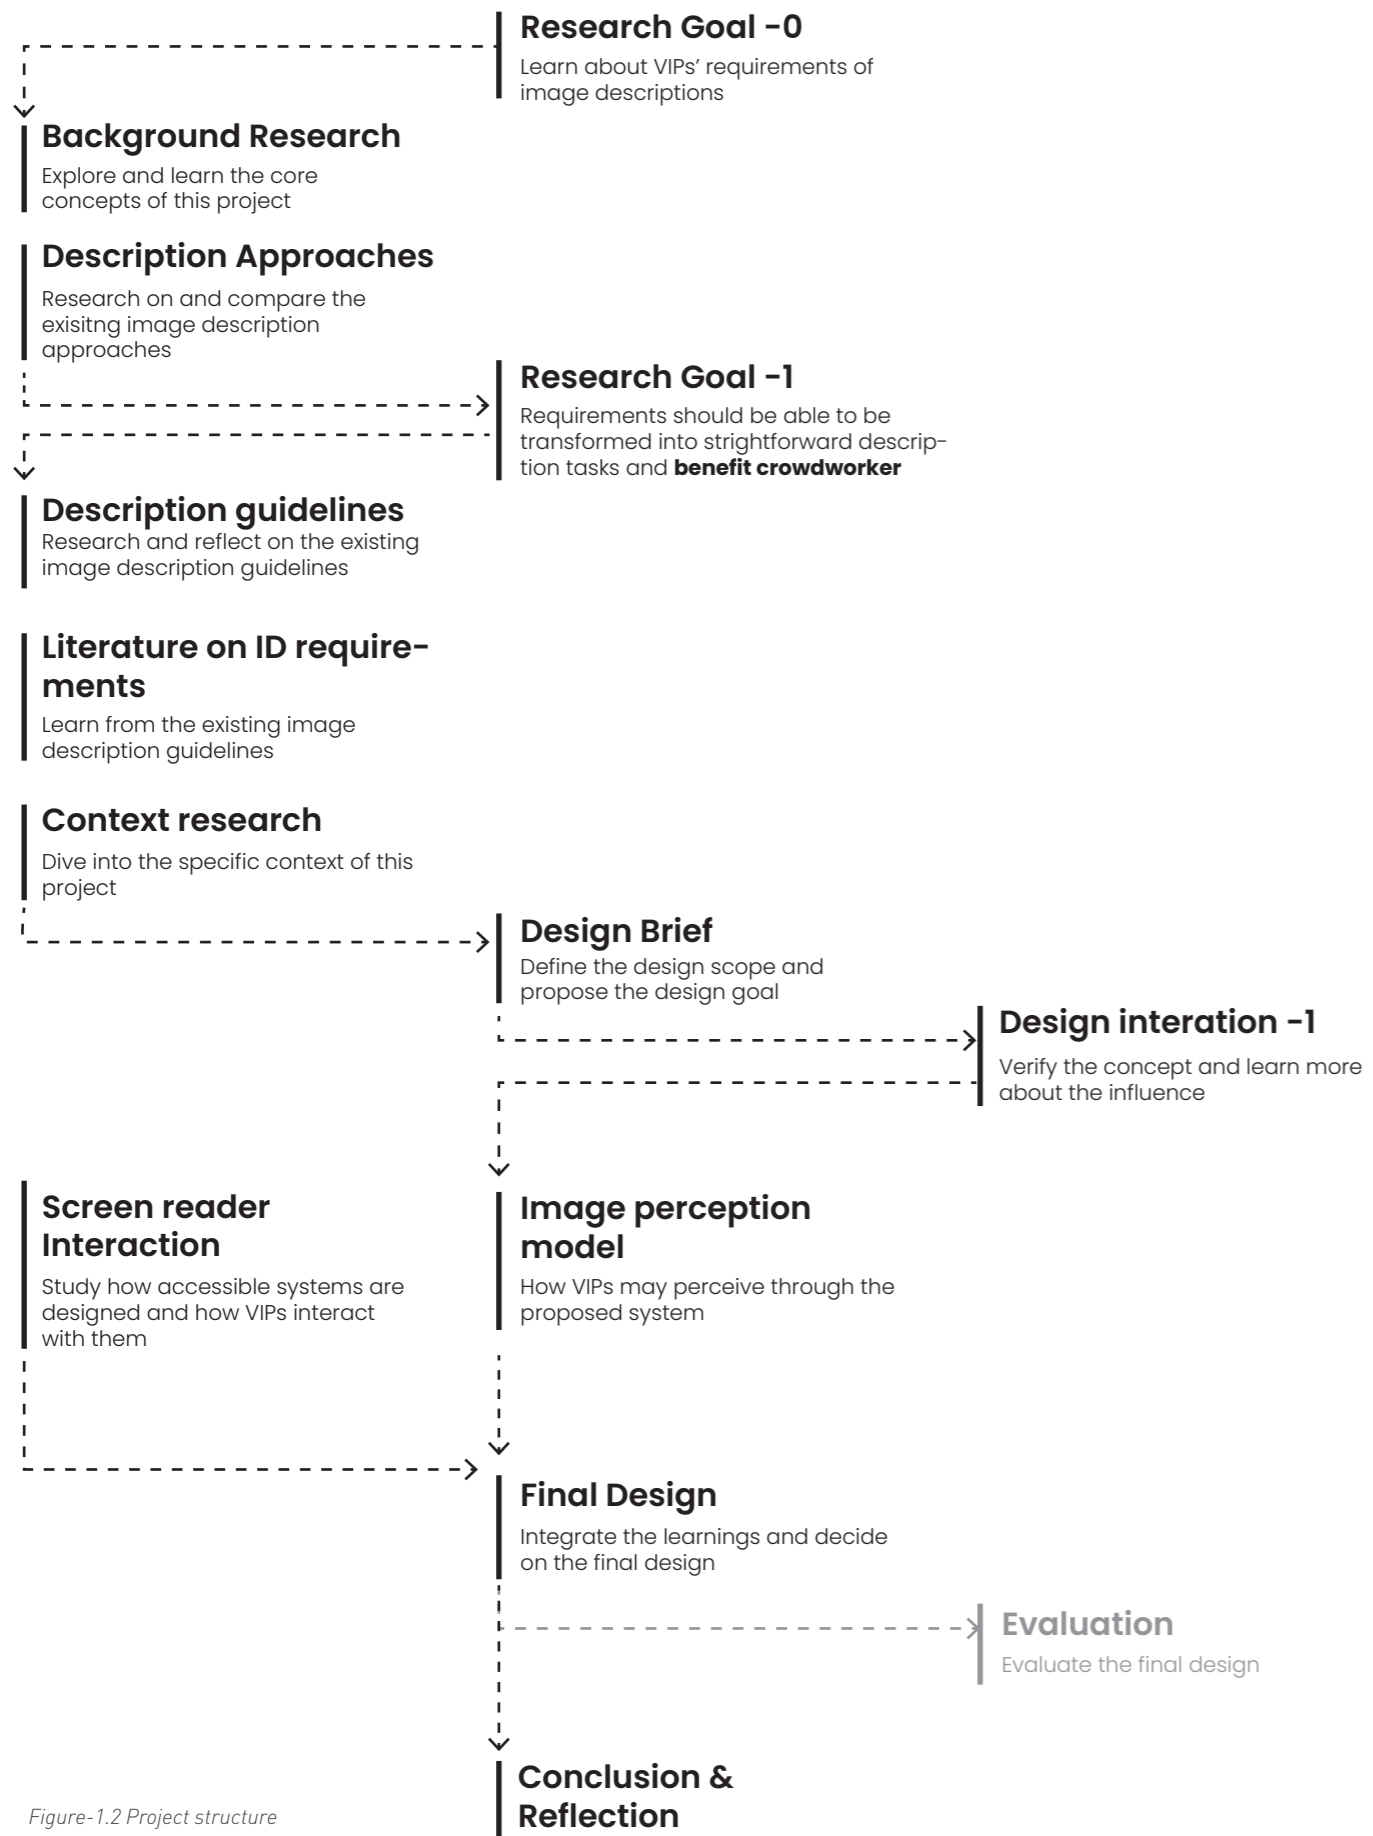 Research Goal -0
Learn about VIPs' requirements of
image descriptions
Background Research
Explore and learn the core
concepts of this project
Description Approaches
Research on and compare the
exisitng image description
approaches
Research Goal -1
Requirements should be able to be
transformed into strightforward descrip-
tion tasks and benefit crowdworker
Description guidelines
Research and reflect on the existing
image description guidelines
Literature on ID require-
ments
Learn from the existing image
description guidelines
Context research
Dive into the specific context of this
project
Design Brief
Define the design scope and
propose the design goal
Design interation -1
Verify the concept and learn more
about the influence
Screen reader
Interaction
Study how accessible systems are
designed and how VIPs interact
with them
Image perception
model
How VIPs may perceive through the
proposed system
Final Design
Integrate the learnings and decide
on the final design
Evaluation
Evaluate the final design
Conclusion &
Reflection
Figure-1.2 Project structure